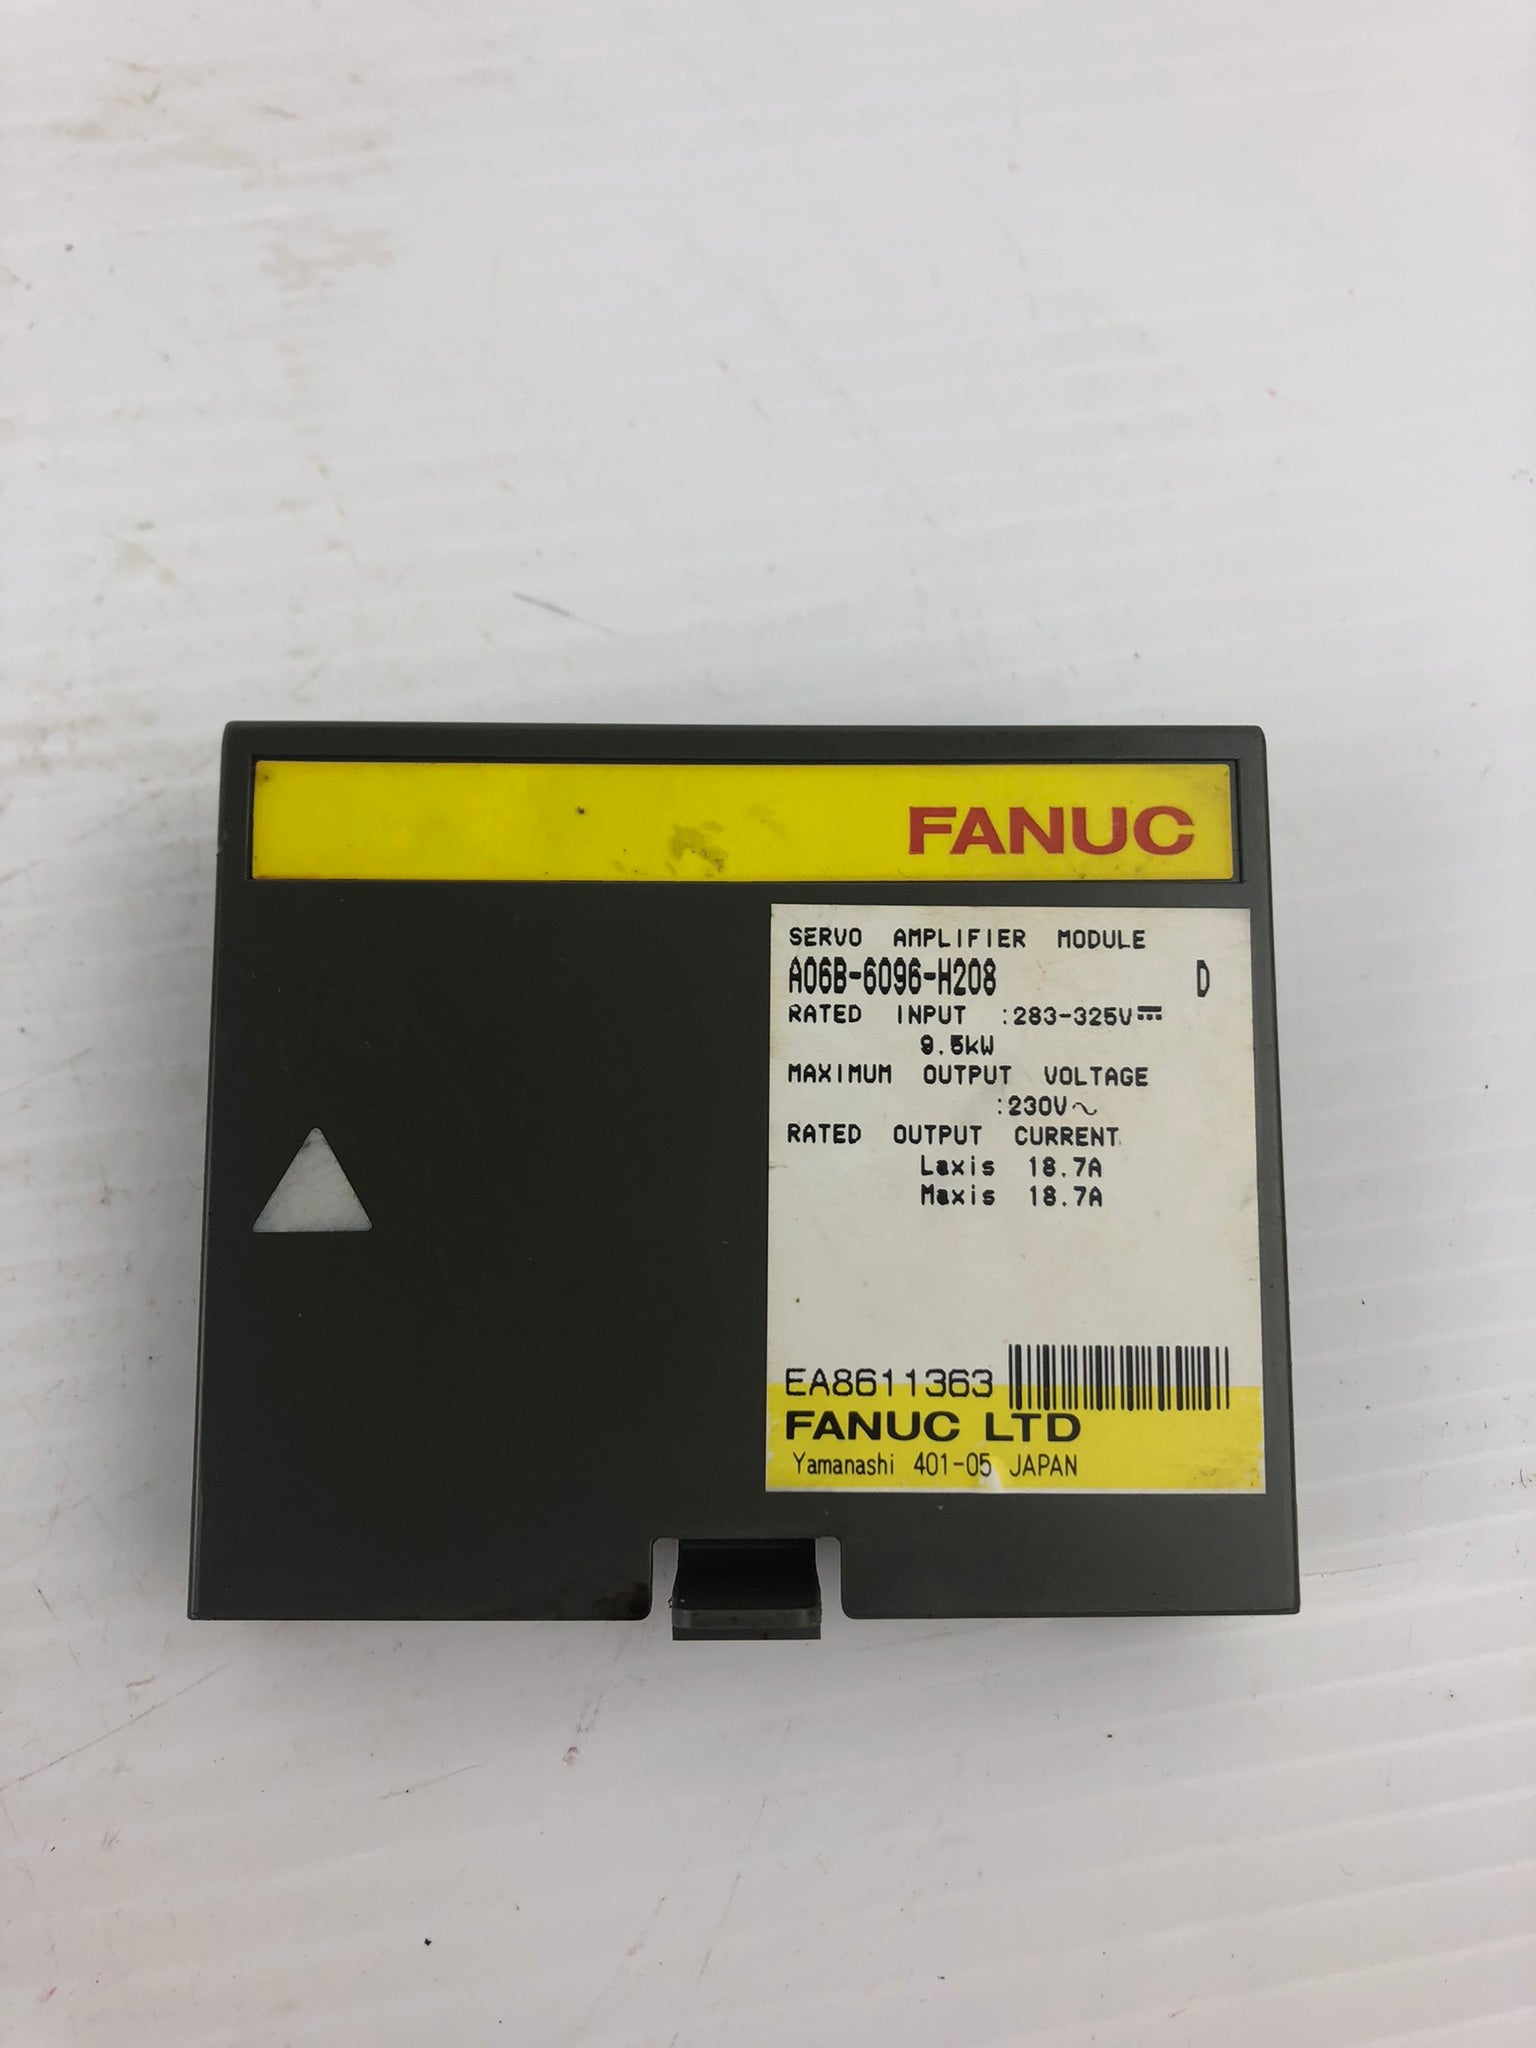 FANUC
SERVO AMPLIFIER MODULE
A06B-6096-H208 D
RATED INPUT :283-325V⎓
9.5kW
MAXIMUM OUTPUT VOLTAGE
:230V~
RATED OUTPUT CURRENT
Laxis 18.7A
Maxis 18.7A
EA8611363
FANUC LTD
Yamanashi 401-05 JAPAN